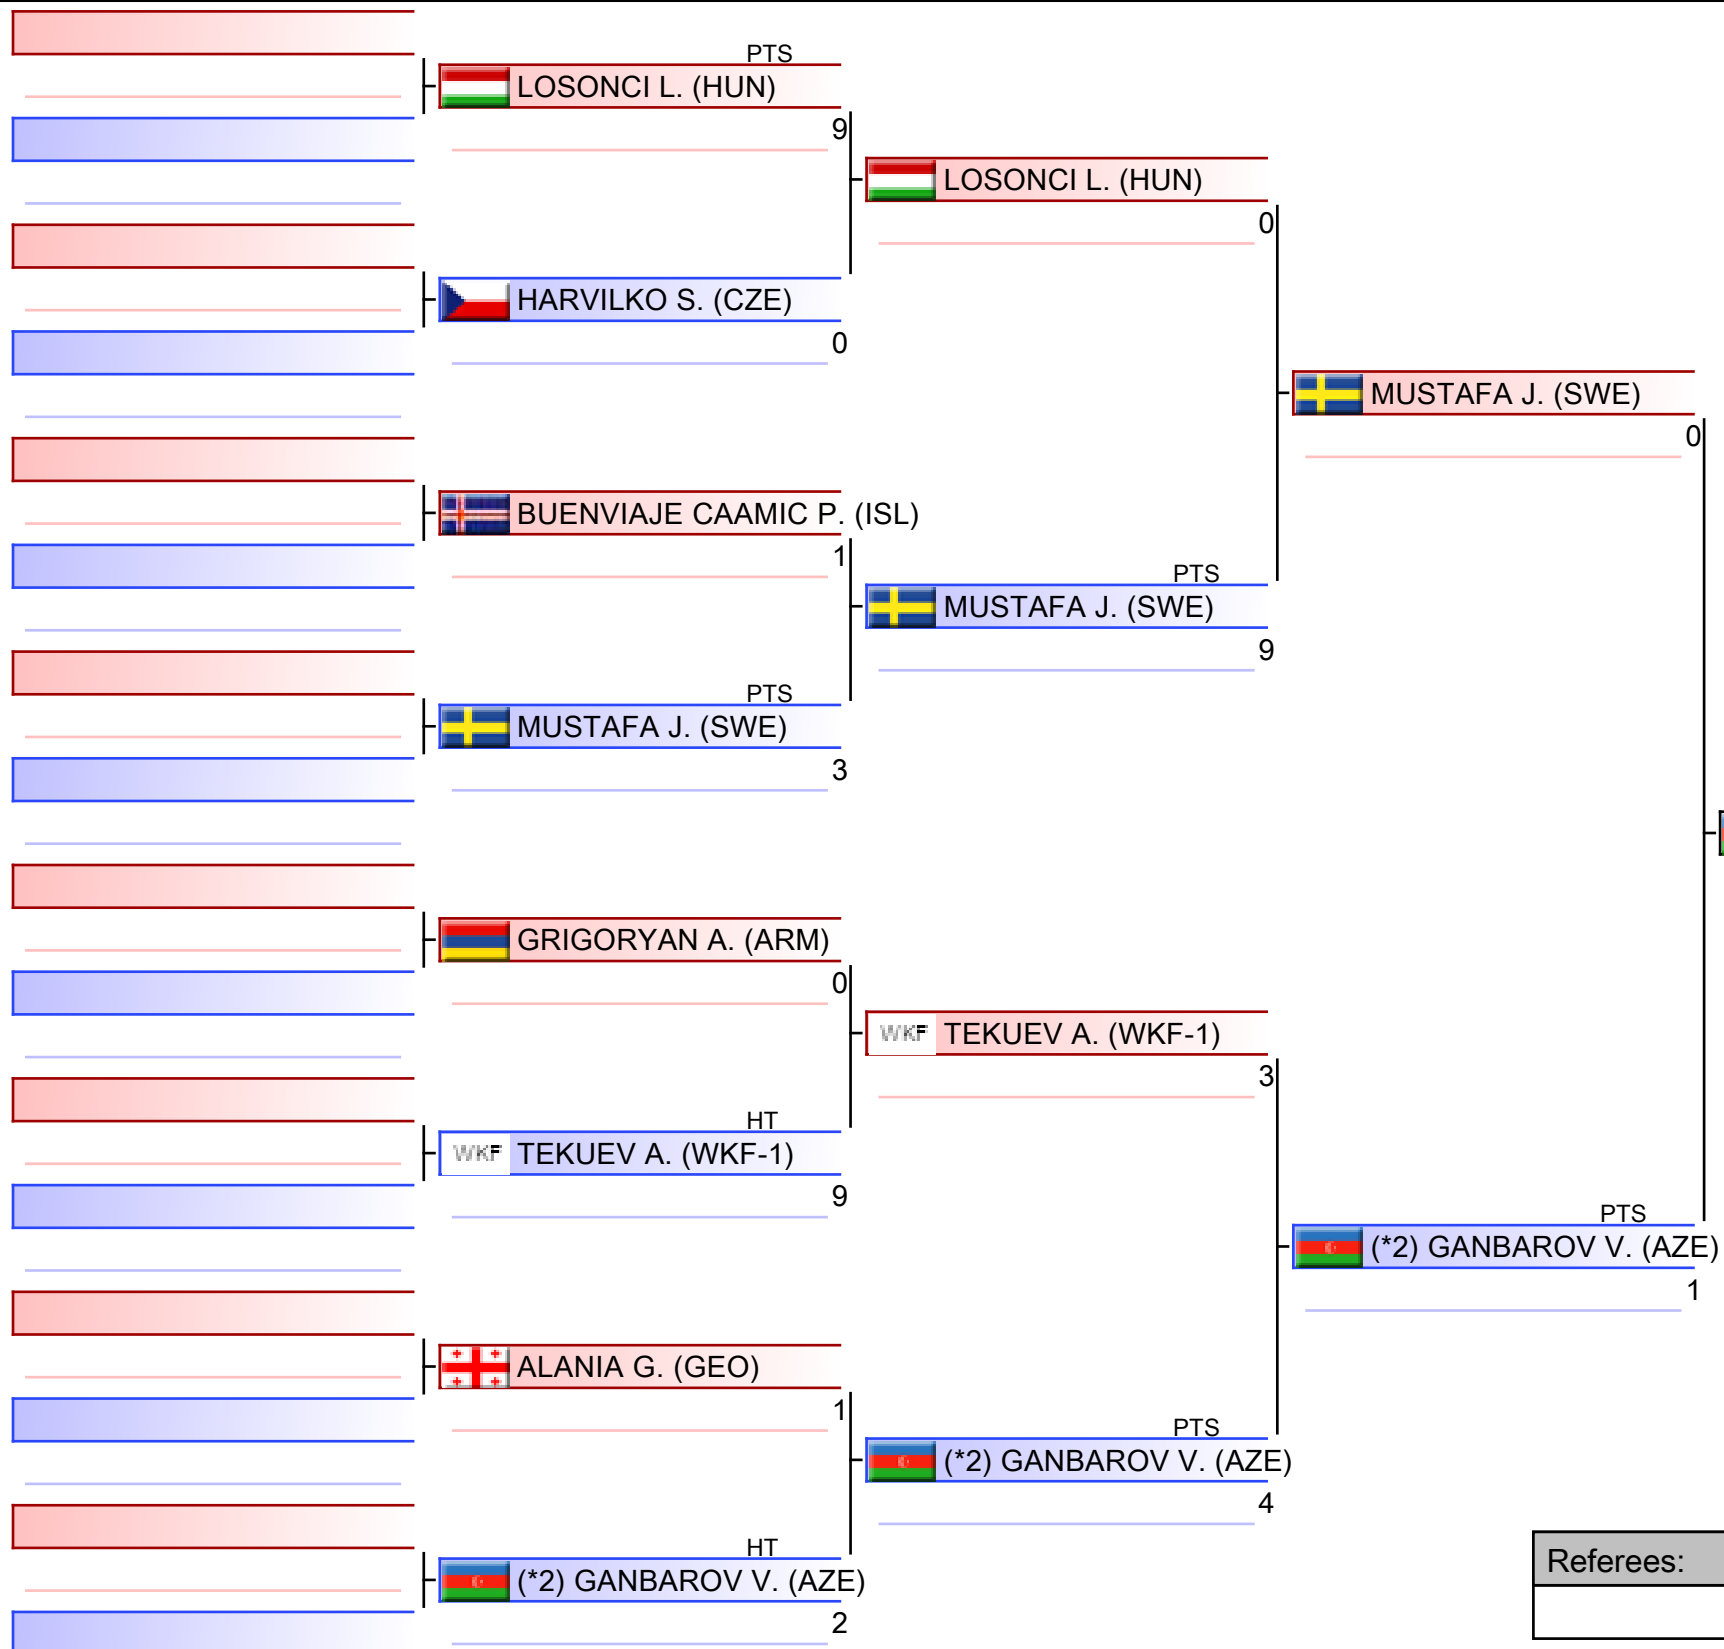 PTS
LOSONCI L. (HUN)
9
LOSONCI L. (HUN)
0
HARVILKO S. (CZE)
0
MUSTAFA J. (SWE)
0
BUENVIAJE CAAMIC P. (ISL)
1
PTS
MUSTAFA J. (SWE)
9
PTS
MUSTAFA J. (SWE)
3
GRIGORYAN A. (ARM)
0
WKF TEKUEV A. (WKF-1)
3
HT
WKF TEKUEV A. (WKF-1)
9
PTS
(*2) GANBAROV V. (AZE)
1
ALANIA G. (GEO)
1
PTS
(*2) GANBAROV V. (AZE)
4
HT
(*2) GANBAROV V. (AZE)
2
Referees: